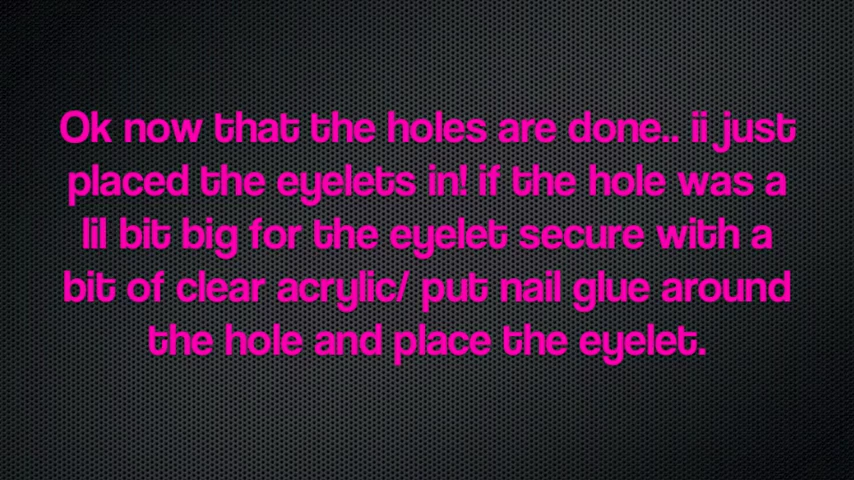 Ok now that the holes are done.. ii just
placed the eyelets in! if the hole was a
lil bit big for the eyelet secure with a
bit of clear acrylic/ put nail glue around
the hole and place the eyelet.